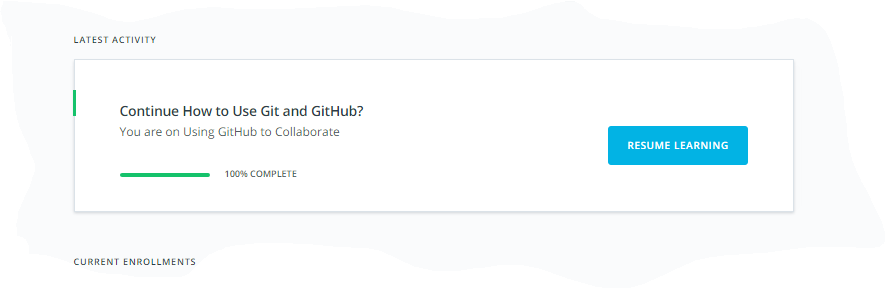 LATEST ACTIVITY
Continue How to Use Git and GitHub?
You are on Using GitHub to Collaborate
RESUME LEARNING
100% COMPLETE
CURRENT ENROLLMENTS